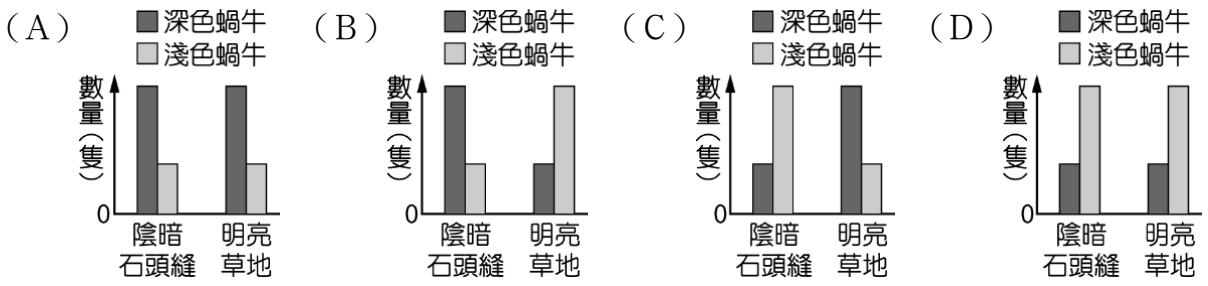 （A）
深色蝸牛
淺色蝸牛
數量（隻）
0
陰暗石頭縫
明亮草地
（B）
深色蝸牛
淺色蝸牛
數量（隻）
0
陰暗石頭縫
明亮草地
（C）
深色蝸牛
淺色蝸牛
數量（隻）
0
陰暗石頭縫
明亮草地
（D）
深色蝸牛
淺色蝸牛
數量（隻）
0
陰暗石頭縫
明亮草地